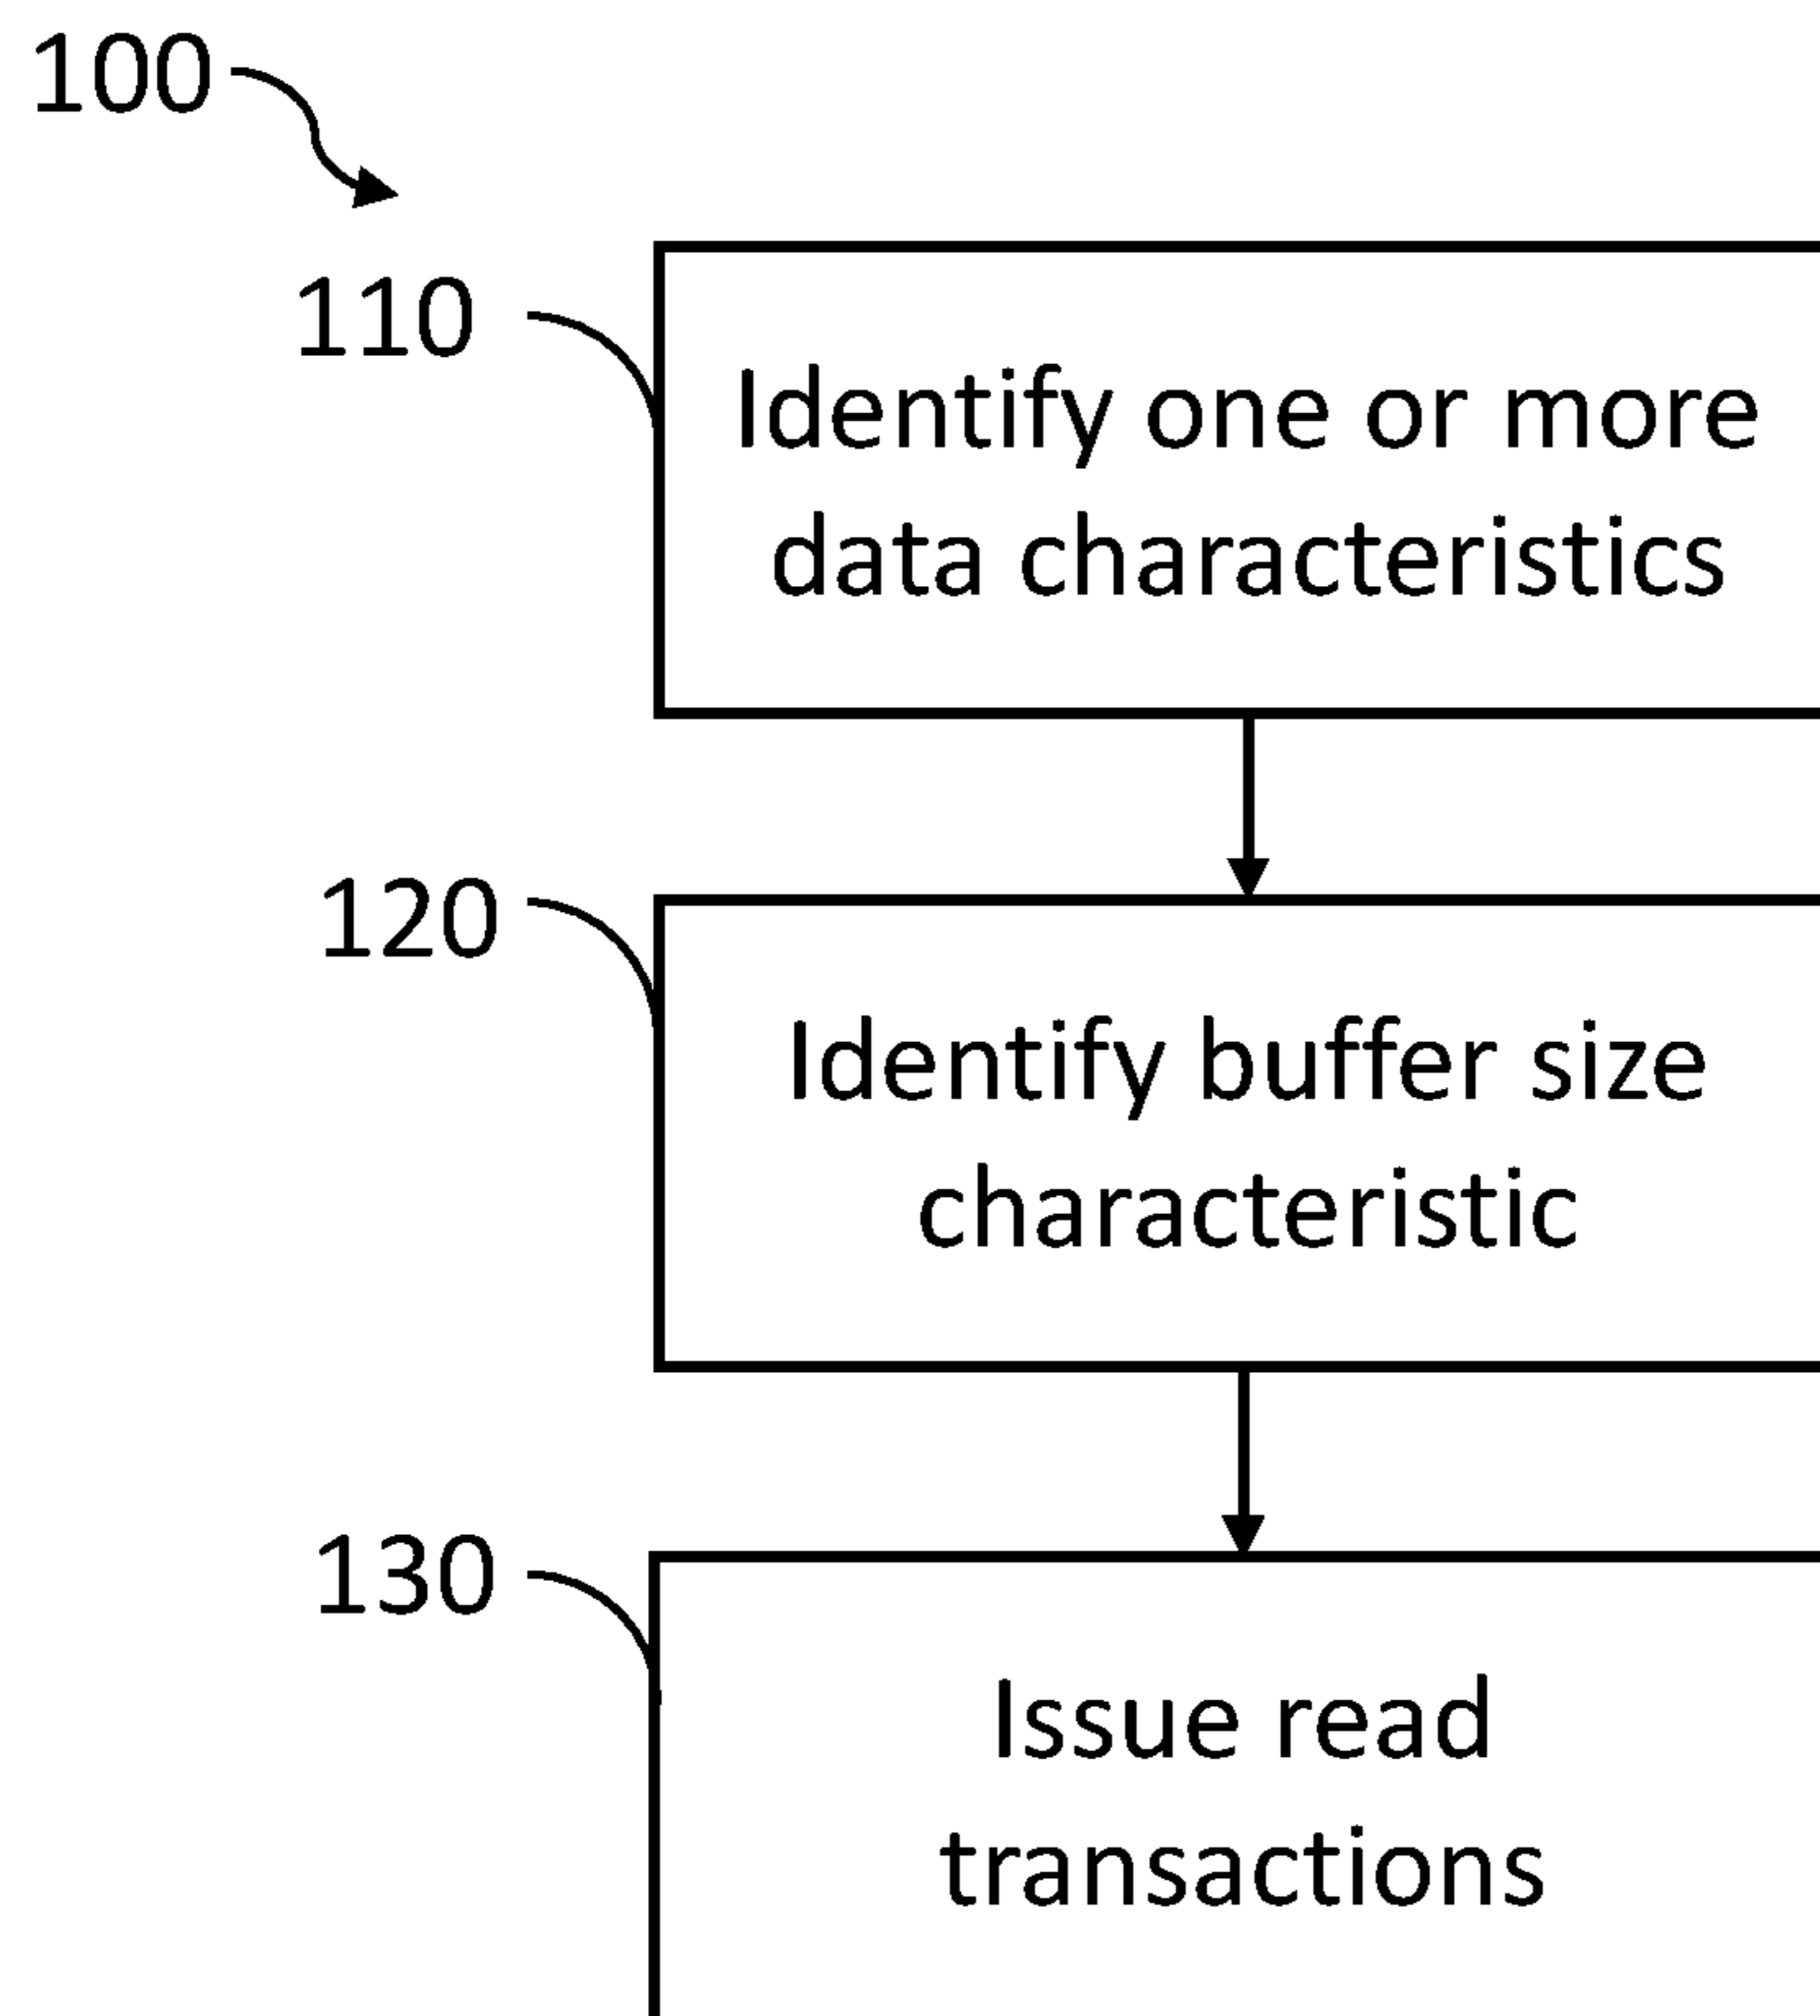 100
110
Identify one or more
data characteristics
120
Identify buffer size
characteristic
130
Issue read
transactions